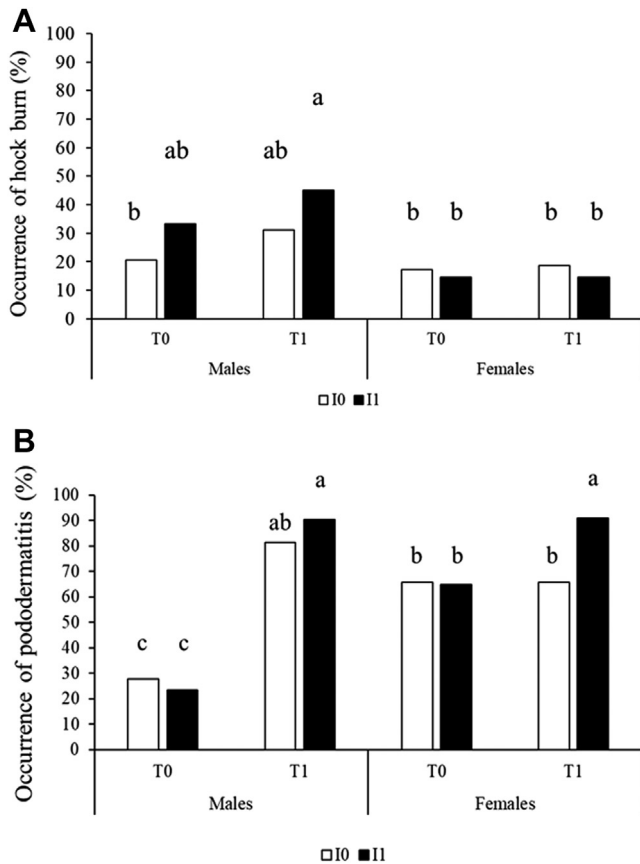 A
Occurrence of hock burn (%)
100
90
80
70
60
50
40
30
20
10
0
b ab ab a b b b b
T0 T1 T0 T1
Males Females
I0 I1
B
Occurrence of pododermatitis (%)
100
90
80
70
60
50
40
30
20
10
0
c c ab a b b b a
T0 T1 T0 T1
Males Females
I0 I1